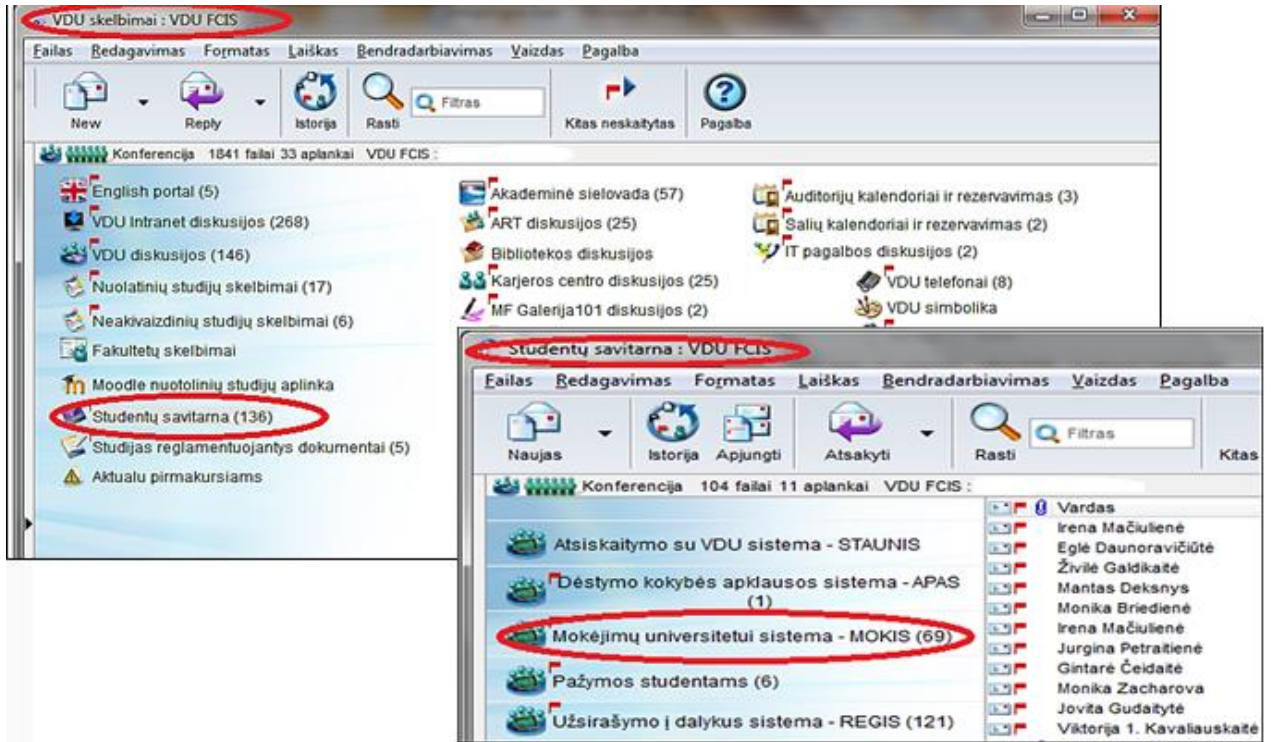 VDU skelbimai : VDU FCIS
Failas Redagavimas Formatas Laiškas Bendradarbiavimas Vaizdas Pagalba
New Reply Istorija Rasti Filtras Kitas neskaitytas Pagalba
Konferencija 1841 failai 33 aplankai VDU FCIS :
English portal (5)
VDU Intranet diskusijos (268)
VDU diskusijos (146)
Nuolatinių studijų skelbimai (17)
Neakivaizdinių studijų skelbimai (6)
Fakultetų skelbimai
Moodle nuotolinių studijų aplinka
Studentų savitarna (136)
Studijas reglamentuojantys dokumentai (5)
Aktualu pirmakursiams
Akademinė sielovada (57)
ART diskusijos (25)
Bibliotekos diskusijos
Karjeros centro diskusijos (25)
MF Galerija101 diskusijos (2)
Auditorijų kalendoriai ir rezervavimas (3)
Salių kalendoriai ir rezervavimas (2)
IT pagalbos diskusijos (2)
VDU telefonai (8)
VDU simbolika
Studentų savitarna : VDU FCIS
Failas Redagavimas Formatas Laiškas Bendradarbiavimas Vaizdas Pagalba
Naujas Istorija Apjungti Atsakyti Rasti Filtras Kitas
Konferencija 104 failai 11 aplankai VDU FCIS :
Atsiskaitymo su VDU sistema - STAUNIS
Dėstymo kokybės apklausos sistema - APAS
(1)
Mokėjimų universitetui sistema - MOKIS (69)
Pažymos studentams (6)
Užsirašymo į dalykus sistema - REGIS (121)
Vardas
Irena Mačiulienė
Eglė Daunoravičiūtė
Živilė Galdikaitė
Mantas Deksnys
Monika Briedienė
Irena Mačiulienė
Jurgina Petraitienė
Gintarė Čeidaitė
Monika Zacharova
Jovita Gudaitytė
Viktorija 1. Kavaliauskaitė